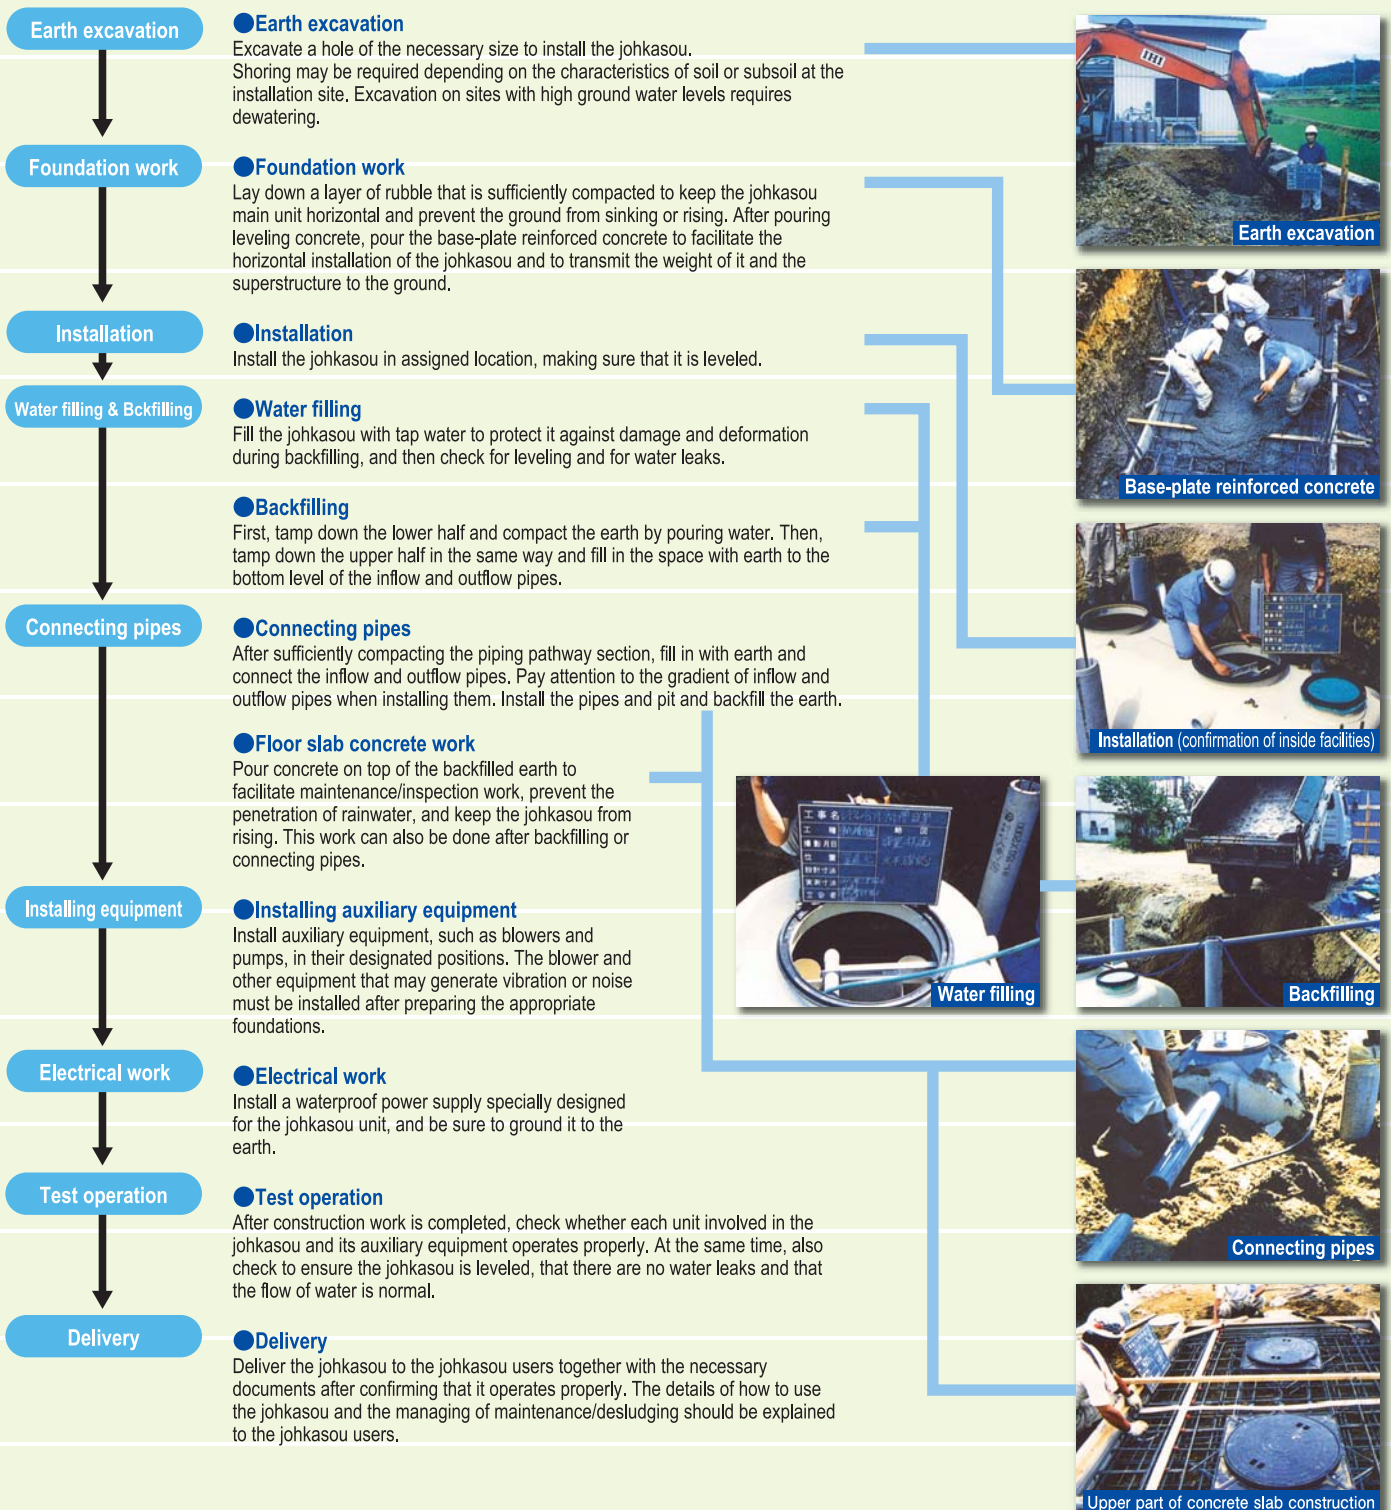 Earth excavation
●Earth excavation
Excavate a hole of the necessary size to install the johkasou.
Shoring may be required depending on the characteristics of soil or subsoil at the
installation site. Excavation on sites with high ground water levels requires
dewatering.
IHI
Earth excavation
Foundation work
●Foundation work
Lay down a layer of rubble that is sufficiently compacted to keep the johkasou
main unit horizontal and prevent the ground from sinking or rising. After pouring
leveling concrete, pour the base-plate reinforced concrete to facilitate the
horizontal installation of the johkasou and to transmit the weight of it and the
superstructure to the ground.
Base-plate reinforced concrete
Installation
●Installation
Install the johkasou in assigned location, making sure that it is leveled.
Installation (confirmation of inside facilities)
Water filling & Bckfilling
●Water filling
Fill the johkasou with tap water to protect it against damage and deformation
during backfilling, and then check for leveling and for water leaks.
●Backfilling
First, tamp down the lower half and compact the earth by pouring water. Then,
tamp down the upper half in the same way and fill in the space with earth to the
bottom level of the inflow and outflow pipes.
Connecting pipes
●Connecting pipes
After sufficiently compacting the piping pathway section, fill in with earth and
connect the inflow and outflow pipes. Pay attention to the gradient of inflow and
outflow pipes when installing them. Install the pipes and pit and backfill the earth.
●Floor slab concrete work
Pour concrete on top of the backfilled earth to
facilitate maintenance/inspection work, prevent the
penetration of rainwater, and keep the johkasou from
rising. This work can also be done after backfilling or
connecting pipes.
工事名
工種
撮影月日
位置
設計寸法
実測寸法
立会者
Water filling
Backfilling
Installing equipment
●Installing auxiliary equipment
Install auxiliary equipment, such as blowers and
pumps, in their designated positions. The blower and
other equipment that may generate vibration or noise
must be installed after preparing the appropriate
foundations.
Electrical work
●Electrical work
Install a waterproof power supply specially designed
for the johkasou unit, and be sure to ground it to the
earth.
Connecting pipes
Test operation
●Test operation
After construction work is completed, check whether each unit involved in the
johkasou and its auxiliary equipment operates properly. At the same time, also
check to ensure the johkasou is leveled, that there are no water leaks and that
the flow of water is normal.
Delivery
●Delivery
Deliver the johkasou to the johkasou users together with the necessary
documents after confirming that it operates properly. The details of how to use
the johkasou and the managing of maintenance/desludging should be explained
to the johkasou users.
Upper part of concrete slab construction